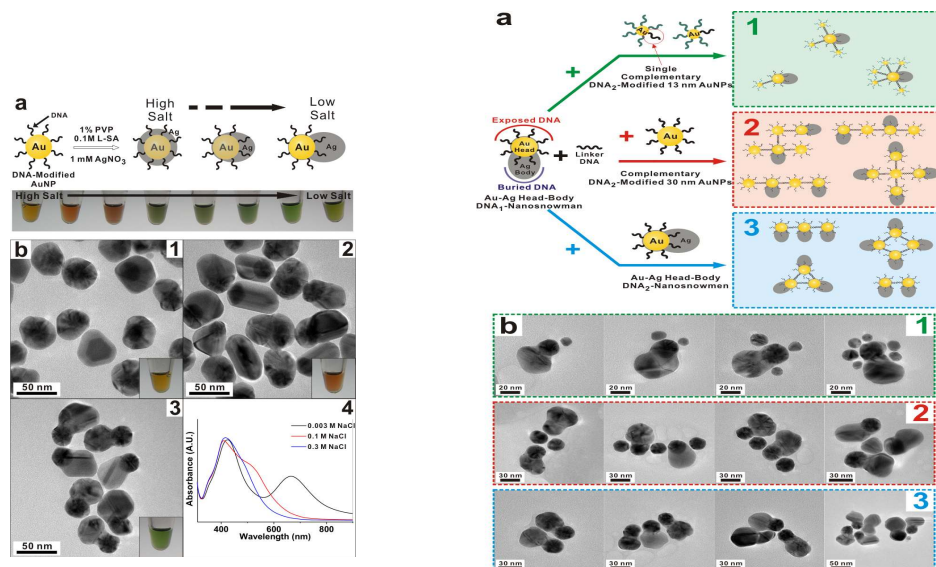 a
DNA
1% PVP
0.1M L-SA
1 mM AgNO3
Au
DNA-Modified
AuNP
High
Salt
Low
Salt
Au
Ag
Au
Ag
Au
Ag
High Salt
Low Salt
b
1
50 nm
2
50 nm
3
50 nm
4
0.003 M NaCl
0.1 M NaCl
0.3 M NaCl
Absorbance (A.U.)
400
600
800
Wavelength (nm)
a
Au
Au
+
Single
Complementary
DNA2-Modified 13 nm AuNPs
1
Exposed DNA
Au
Head
Ag
Body
Buried DNA
Au-Ag Head-Body
DNA1-Nanosnowman
+
Linker
DNA
+
Au
Complementary
DNA2-Modified 30 nm AuNPs
2
+
Au
Ag
Au-Ag Head-Body
DNA2-Nanosnowmen
3
b
1
20 nm
20 nm
20 nm
20 nm
2
30 nm
30 nm
30 nm
30 nm
3
30 nm
30 nm
30 nm
50 nm